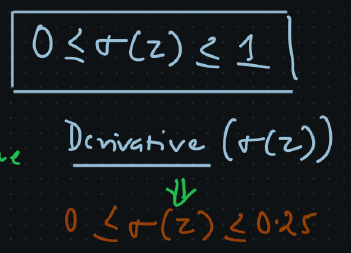 0 ≤ σ(z) ≤ 1
Derivative (σ(z))
⇓
0 ≤ σ(z) ≤ 0.25